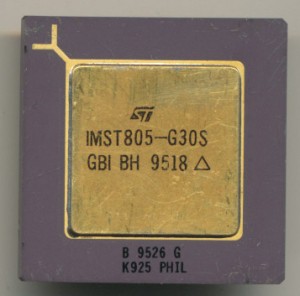 ST
IMST805-G30S
GBI BH 9518 △
B 9526 G
K925 PHIL